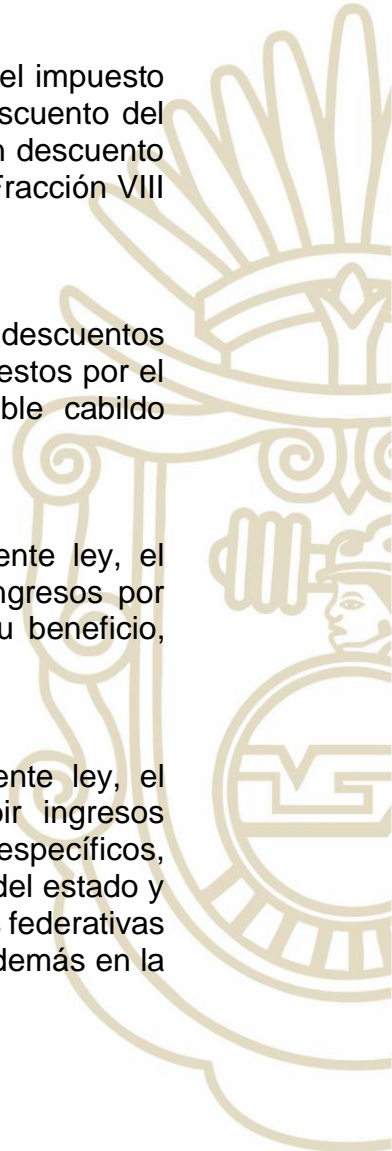 el impuesto
scuento del
n descuento
Fracción VIII
descuentos
estos por el
ble cabildo
ente ley, el
ngresos por
u beneficio,
ente ley, el
ir ingresos
específicos,
del estado y
federativas
demás en la